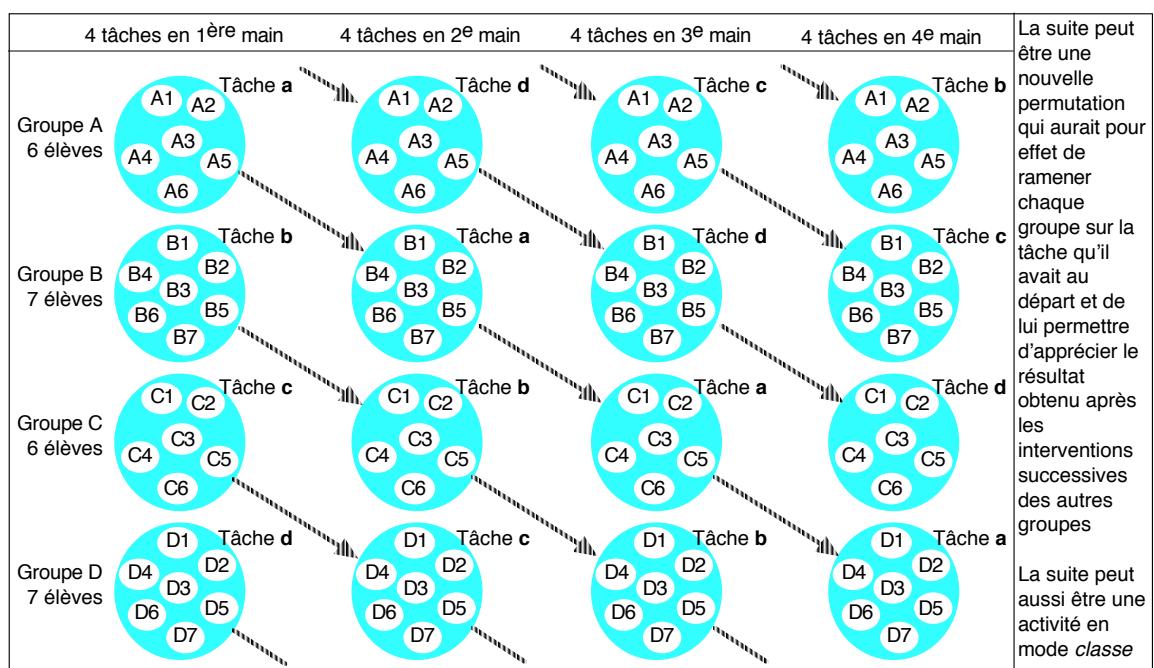 4 tâches en 1ère main 4 tâches en 2e main 4 tâches en 3e main 4 tâches en 4e main
Groupe A
6 élèves
Tâche a
A1 A2
A3
A4 A5
A6
Tâche d
A1 A2
A3
A4 A5
A6
Tâche c
A1 A2
A3
A4 A5
A6
Tâche b
A1 A2
A3
A4 A5
A6
Groupe B
7 élèves
Tâche b
B1
B4 B2
B3
B6 B5
B7
Tâche a
B1
B4 B2
B3
B6 B5
B7
Tâche d
B1
B4 B2
B3
B6 B5
B7
Tâche c
B1
B4 B2
B3
B6 B5
B7
Groupe C
6 élèves
Tâche c
C1 C2
C3
C4 C5
C6
Tâche b
C1 C2
C3
C4 C5
C6
Tâche a
C1 C2
C3
C4 C5
C6
Tâche d
C1 C2
C3
C4 C5
C6
Groupe D
7 élèves
Tâche d
D1
D4 D2
D3
D6 D5
D7
Tâche c
D1
D4 D2
D3
D6 D5
D7
Tâche b
D1
D4 D2
D3
D6 D5
D7
Tâche a
D1
D4 D2
D3
D6 D5
D7
La suite peut
être une
nouvelle
permutation
qui aurait pour
effet de
ramener
chaque
groupe sur la
tâche qu'il
avait au
départ et de
lui permettre
d'apprécier le
résultat
obtenu après
les
interventions
successives
des autres
groupes
La suite peut
aussi être une
activité en
mode classe